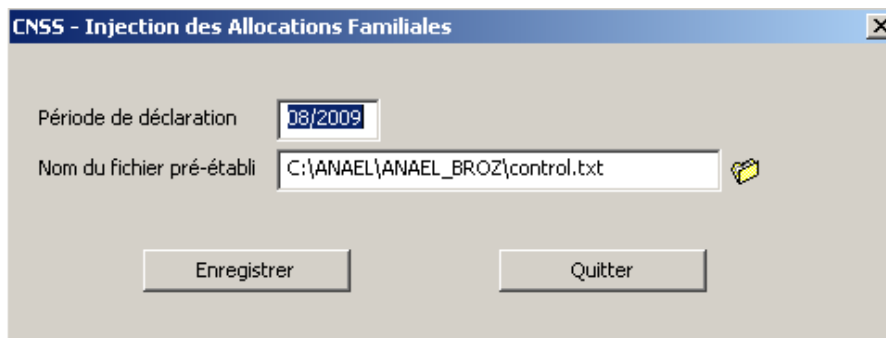 CNSS - Injection des Allocations Familiales
Période de déclaration 08/2009
Nom du fichier pré-établi C:\ANAEL\ANAEL_BROZ\control.txt
Enregistrer Quitter